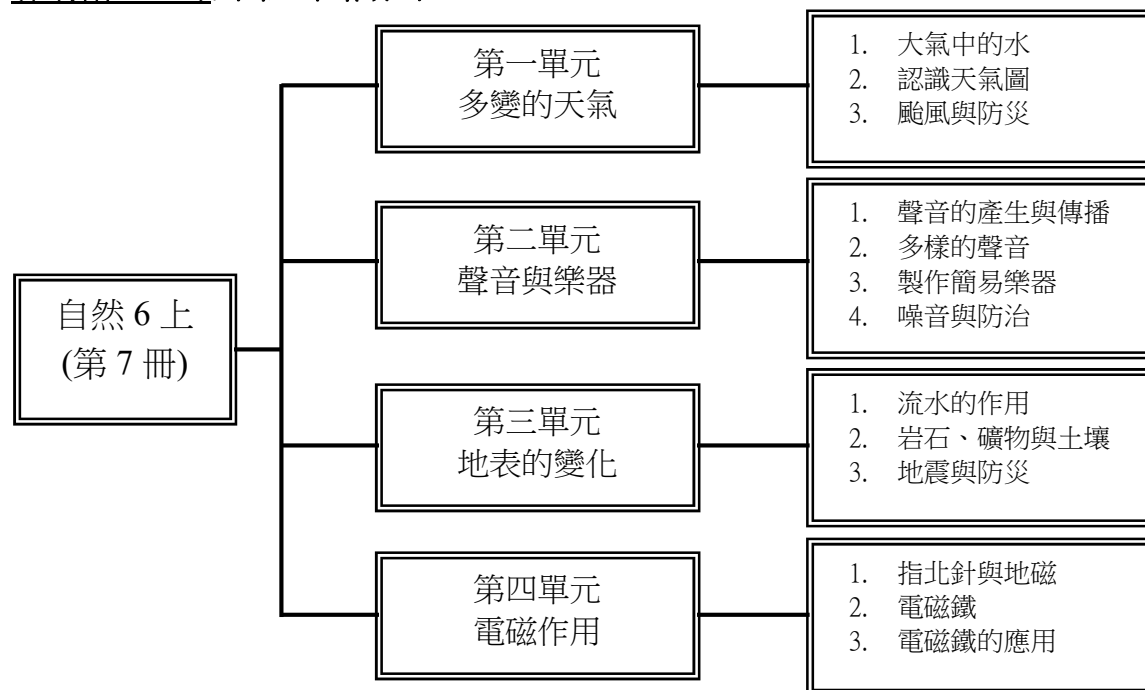 自然 6 上
(第 7 冊)
第一單元
多變的天氣
1. 大氣中的水
2. 認識天氣圖
3. 颱風與防災
第二單元
聲音與樂器
1. 聲音的產生與傳播
2. 多樣的聲音
3. 製作簡易樂器
4. 噪音與防治
第三單元
地表的變化
1. 流水的作用
2. 岩石、礦物與土壤
3. 地震與防災
第四單元
電磁作用
1. 指北針與地磁
2. 電磁鐵
3. 電磁鐵的應用